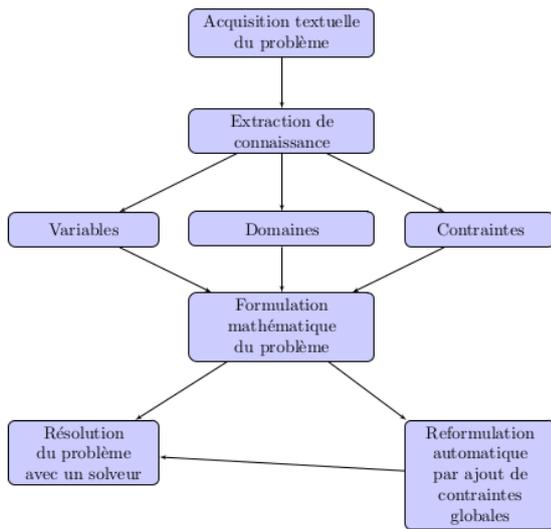 Acquisition textuelle
du problème
Extraction de
connaissance
Variables
Domaines
Contraintes
Formulation
mathématique
du problème
Résolution
du problème
avec un solveur
Reformulation
automatique
par ajout de
contraintes
globales